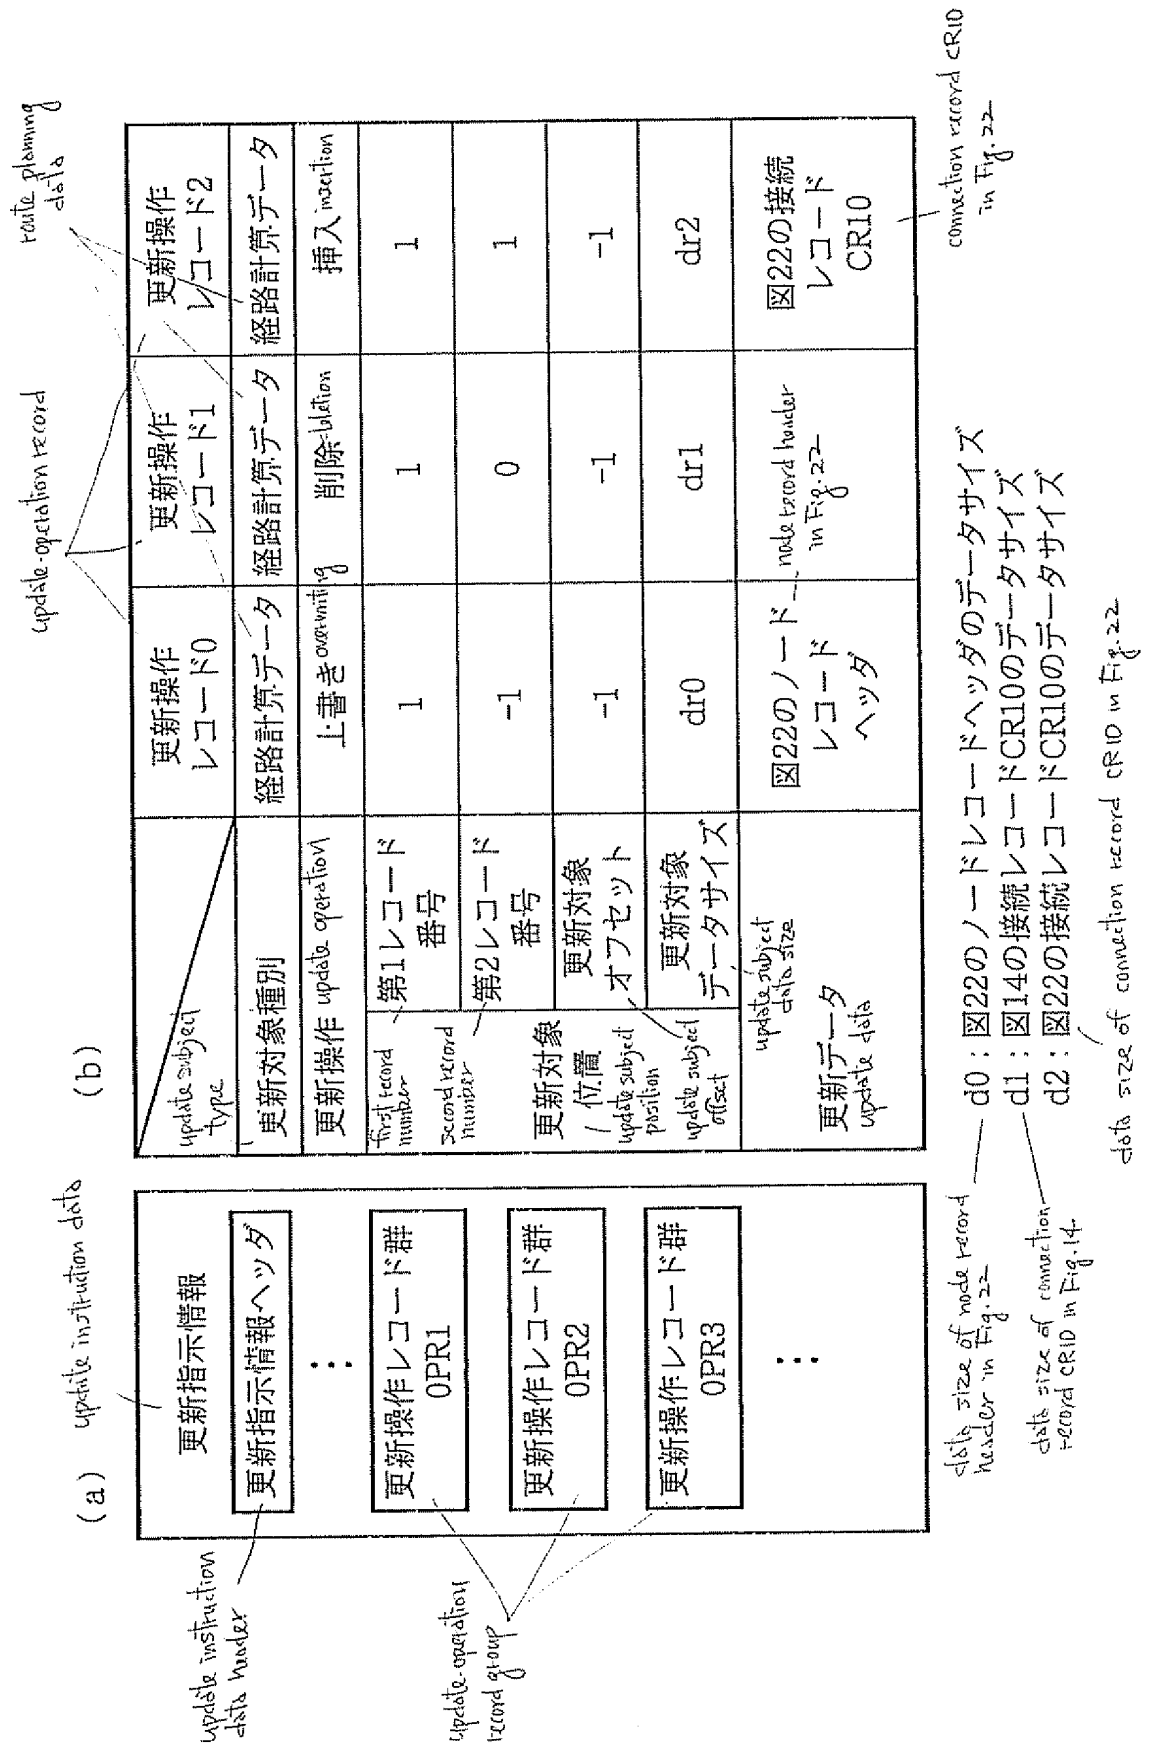 (a)
update instruction data
更新指示情報
更新指示情報ヘッダ
update instruction
data header
⋮
更新操作レコード群
OPR1
更新操作レコード群
OPR2
更新操作レコード群
OPR3
⋮
update-operation
record group
(b)
update-operation record
route planning
data
更新操作
レコード0
更新操作
レコード1
更新操作
レコード2
update subject
type
更新対象種別
経路計算データ
経路計算データ
経路計算データ
更新操作 update operation
上書き overwriting
削除 deletion
挿入 insertion
first record
number
第1レコード
番号
1
1
1
second record
number
第2レコード
番号
-1
0
1
更新対象
位置
update subject
position
更新対象
オフセット
update subject
offset
-1
-1
-1
更新対象
データサイズ
update subject
data size
dr0
dr1
dr2
更新データ
update data
図22のノード
レコード
ヘッダ
node record header
in Fig.22
図22の接続
レコード
CR10
connection record CR10
in Fig.22
d0：図22のノードレコードヘッダのデータサイズ
d1：図14の接続レコードCR10のデータサイズ
d2：図22の接続レコードCR10のデータサイズ
data size of node record
header in Fig.22
data size of connection
record CR10 in Fig.14
data size of connection record CR10 in Fig.22